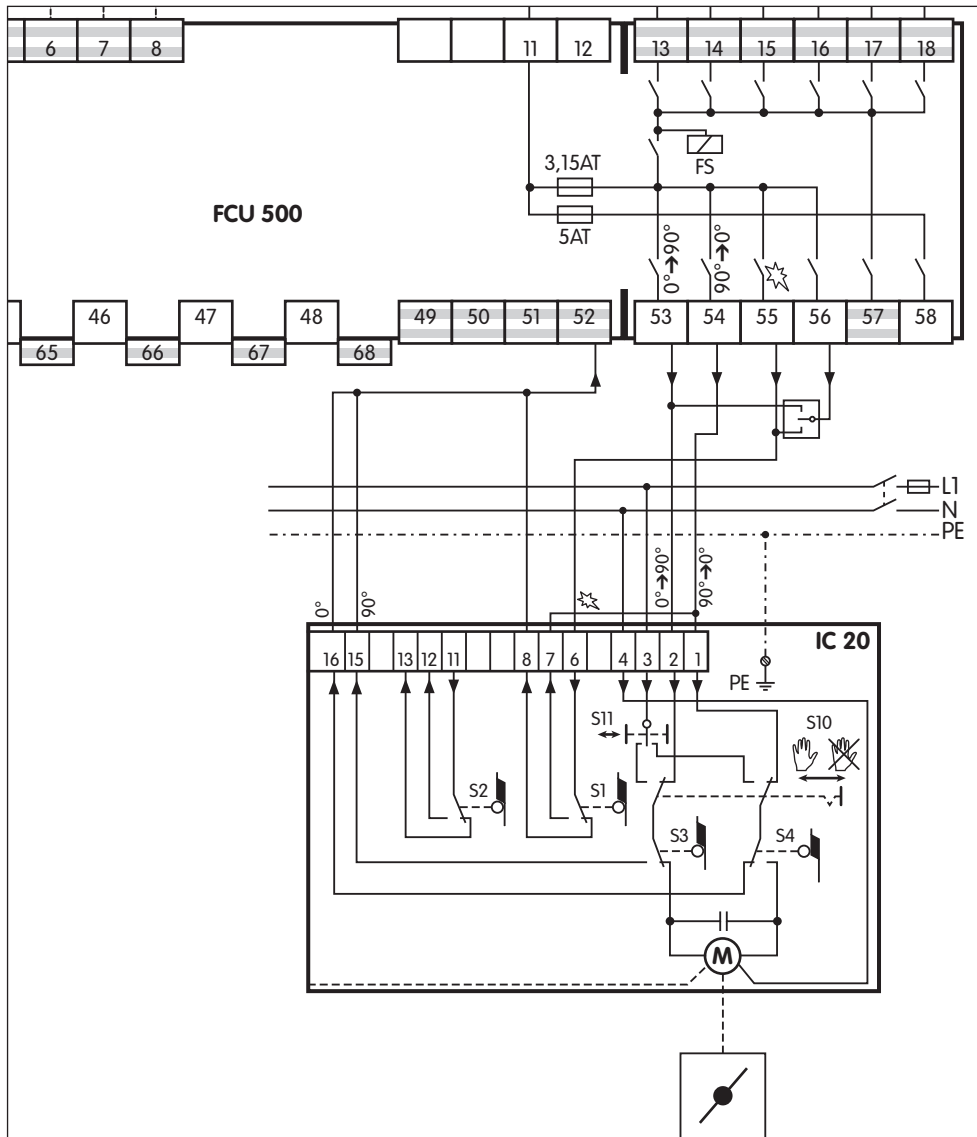 6 7 8 11 12 13 14 15 16 17 18
FS
3,15AT
5AT
FCU 500
0°➔90°
90°➔0°
46 47 48 49 50 51 52 53 54 55 56 57 58
65 66 67 68
L1
N
PE
0°
90°
0°➔90°
90°➔0°
IC 20
16 15 13 12 11 8 7 6 4 3 2 1
PE
S11
S10
S2
S1
S3
S4
M